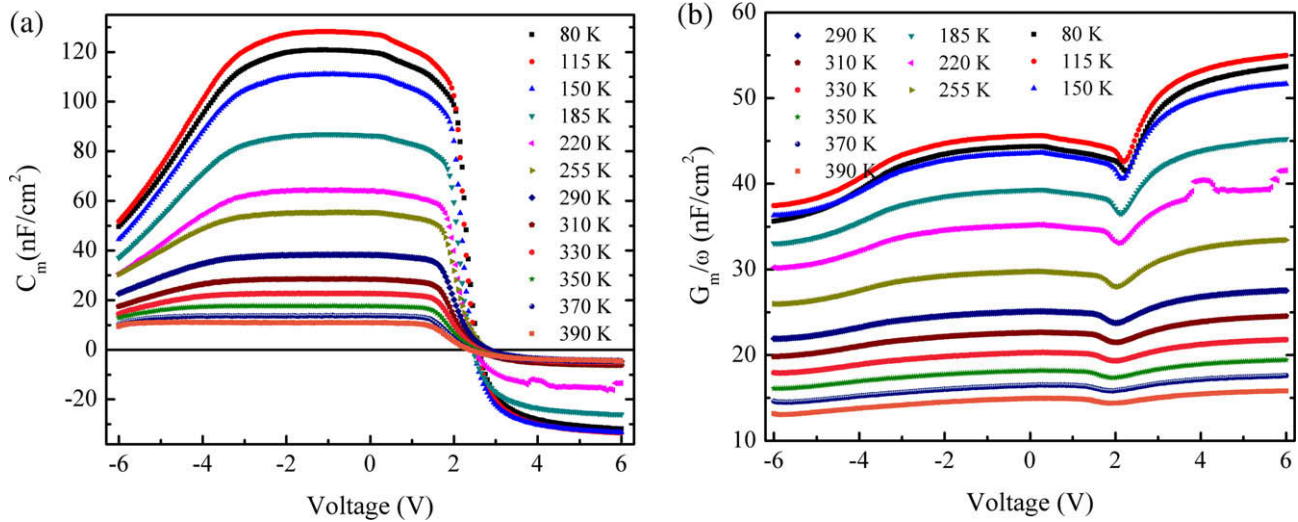 (a)
C_m (nF/cm^2)
120
100
80
60
40
20
0
-20
-6
-4
-2
0
2
4
6
Voltage (V)
80 K
115 K
150 K
185 K
220 K
255 K
290 K
310 K
330 K
350 K
370 K
390 K
(b)
G_m/ω (nF/cm^2)
60
50
40
30
20
10
-6
-4
-2
0
2
4
6
Voltage (V)
290 K
310 K
330 K
350 K
370 K
390 K
185 K
220 K
255 K
80 K
115 K
150 K